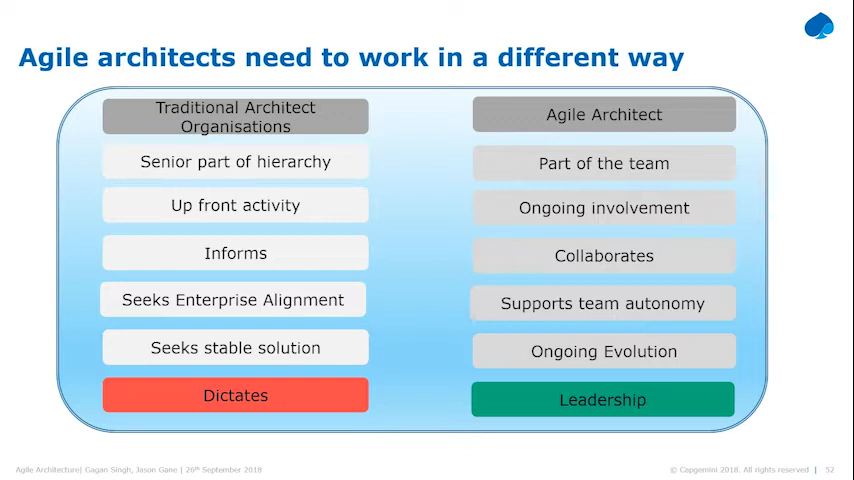 Agile architects need to work in a different way
Traditional Architect
Organisations
Agile Architect
Senior part of hierarchy
Part of the team
Up front activity
Ongoing involvement
Informs
Collaborates
Seeks Enterprise Alignment
Supports team autonomy
Seeks stable solution
Ongoing Evolution
Dictates
Leadership
Agile Architecture| Gagan Singh, Jason Gane | 26th September 2018
© Capgemini 2018. All rights reserved | 52